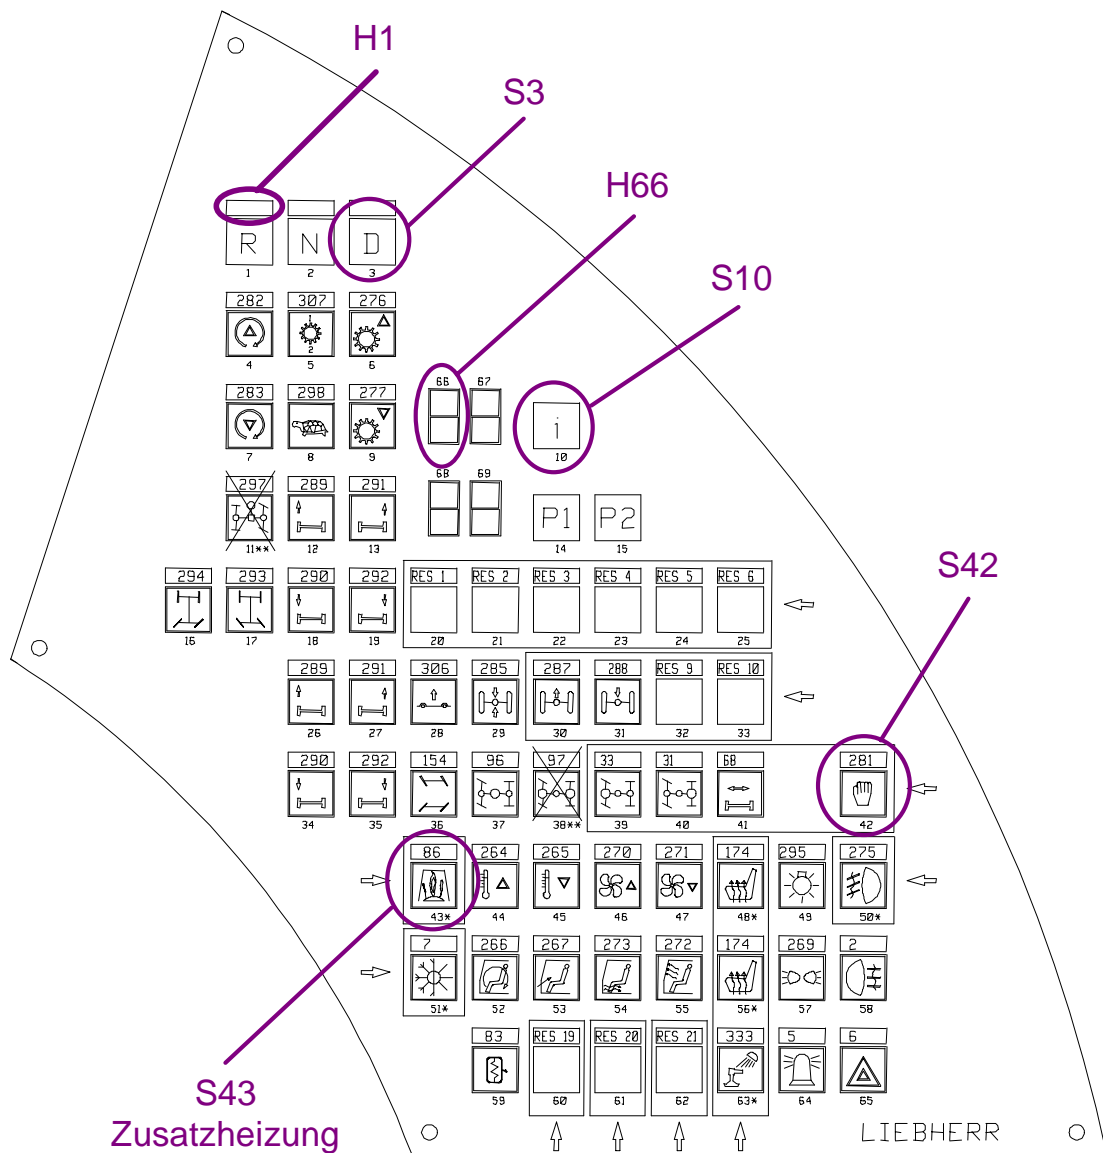 H1
S3
H66
S10
R N D
1 2 3
282 307 276
1
2
4 5 6
66 67
283 298 277
i
7 8 9 10
68 69
297 289 291
P1 P2
11** 12 13 14 15
S42
294 293 290 292 RES 1 RES 2 RES 3 RES 4 RES 5 RES 6
16 17 18 19 20 21 22 23 24 25
289 291 306 285 287 288 RES 9 RES 10
26 27 28 29 30 31 32 33
290 292 154 96 97 33 31 68 281
34 35 36 37 38** 39 40 41 42
86 264 265 270 271 174 295 275
43* 44 45 46 47 48* 49 50*
7 266 267 273 272 174 269 2
51* 52 53 54 55 56* 57 58
83 RES 19 RES 20 RES 21 333 5 6
59 60 61 62 63* 64 65
S43
Zusatzheizung
LIEBHERR